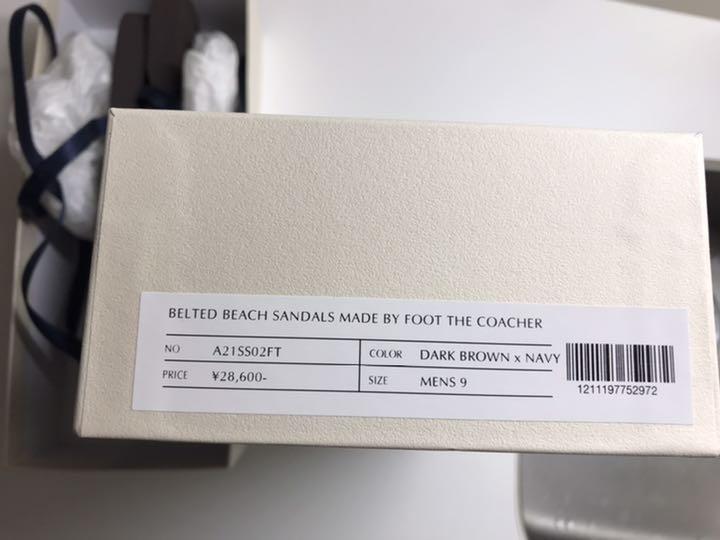 BELTED BEACH SANDALS MADE BY FOOT THE COACHER
NO A21SS02FT COLOR DARK BROWN x NAVY
PRICE ¥28,600- SIZE MENS 9
1211197752972